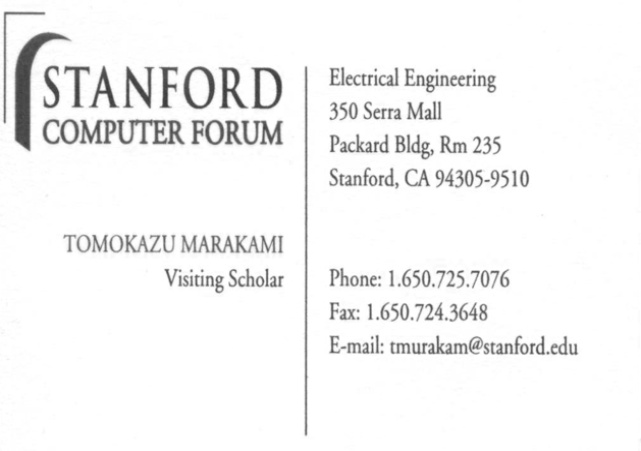 STANFORD
COMPUTER FORUM
TOMOKAZU MARAKAMI
Visiting Scholar
Electrical Engineering
350 Serra Mall
Packard Bldg, Rm 235
Stanford, CA 94305-9510
Phone: 1.650.725.7076
Fax: 1.650.724.3648
E-mail: tmurakam@stanford.edu